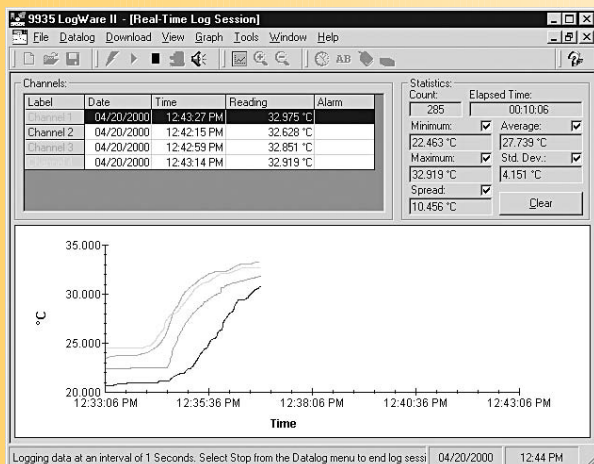 9935 LogWare II - [Real-Time Log Session]
File Datalog Download View Graph Tools Window Help
AB
Channels:
Label Date Time Reading Alarm
Channel 1 04/20/2000 12:43:27 PM 32.975 °C
Channel 2 04/20/2000 12:42:15 PM 32.628 °C
Channel 3 04/20/2000 12:42:59 PM 32.851 °C
04/20/2000 12:43:14 PM 32.919 °C
Statistics:
Count: Elapsed Time:
285 00:10:06
Minimum: Average:
22.463 °C 27.739 °C
Maximum: Std. Dev.:
32.919 °C 4.151 °C
Spread:
10.456 °C Clear
35.000
30.000
°C
25.000
20.000
12:33:06 PM 12:35:36 PM 12:38:06 PM 12:40:36 PM 12:43:06 PM
Time
Logging data at an interval of 1 Seconds. Select Stop from the Datalog menu to end log sessi 04/20/2000 12:44 PM